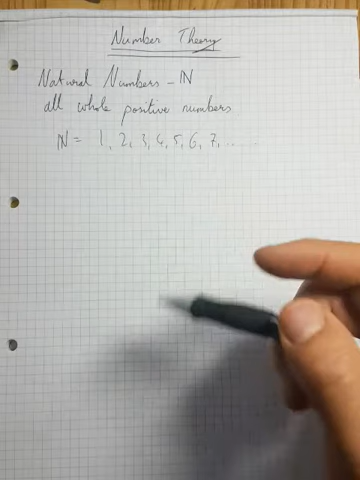 Number Theory
Natural Numbers - ℕ
all whole positive numbers
ℕ = 1, 2, 3, 4, 5, 6, 7, .....